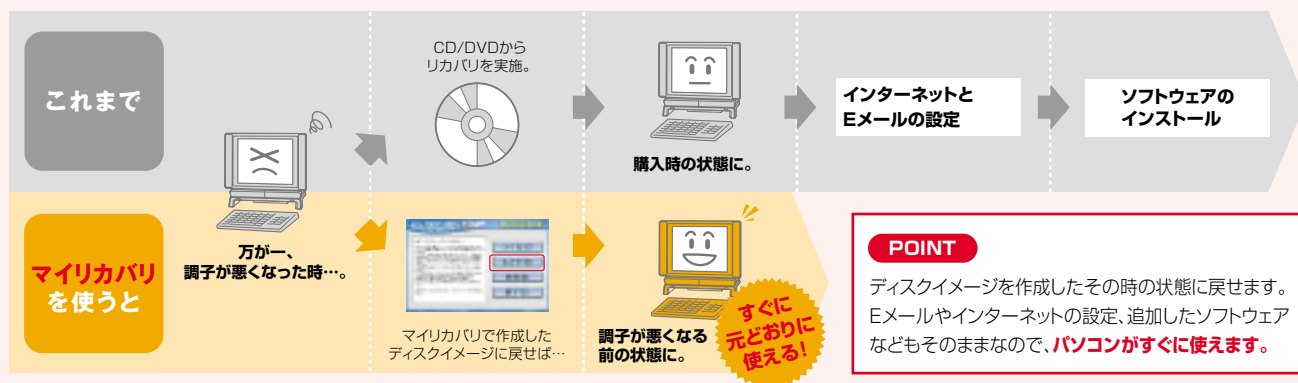 これまで
万が一、
調子が悪くなった時…。
CD/DVDから
リカバリを実施。
購入時の状態に。
インターネットと
Eメールの設定
ソフトウェアの
インストール
マイリカバリ
を使うと
マイリカバリで作成した
ディスクイメージに戻せば…
調子が悪くなる
前の状態に。
すぐに
元どおりに
使える!
POINT
ディスクイメージを作成したその時の状態に戻せます。
Eメールやインターネットの設定、追加したソフトウェア
などもそのままなので、パソコンがすぐに使えます。